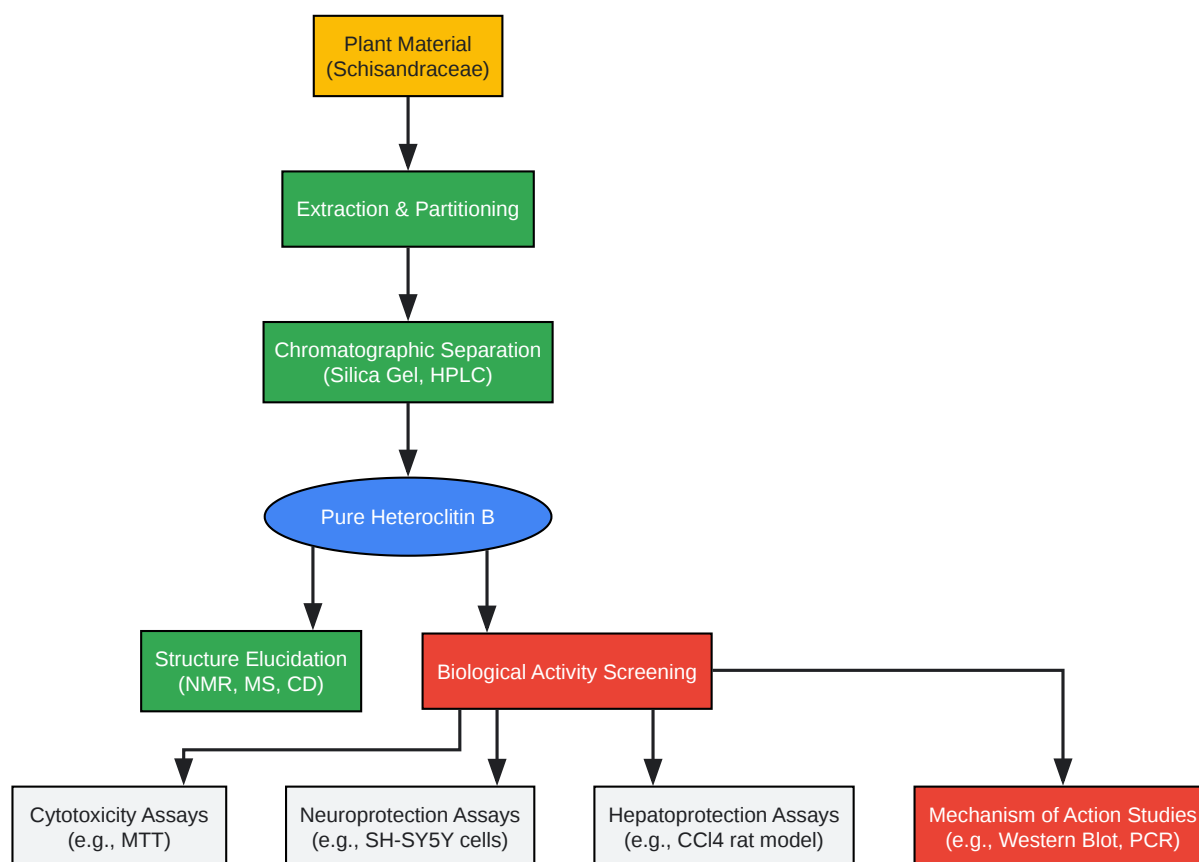 Plant Material
(Schisandraceae)
Extraction & Partitioning
Chromatographic Separation
(Silica Gel, HPLC)
Pure Heteroclitin B
Structure Elucidation
(NMR, MS, CD)
Biological Activity Screening
Cytotoxicity Assays
(e.g., MTT)
Neuroprotection Assays
(e.g., SH-SY5Y cells)
Hepatoprotection Assays
(e.g., CCl4 rat model)
Mechanism of Action Studies
(e.g., Western Blot, PCR)